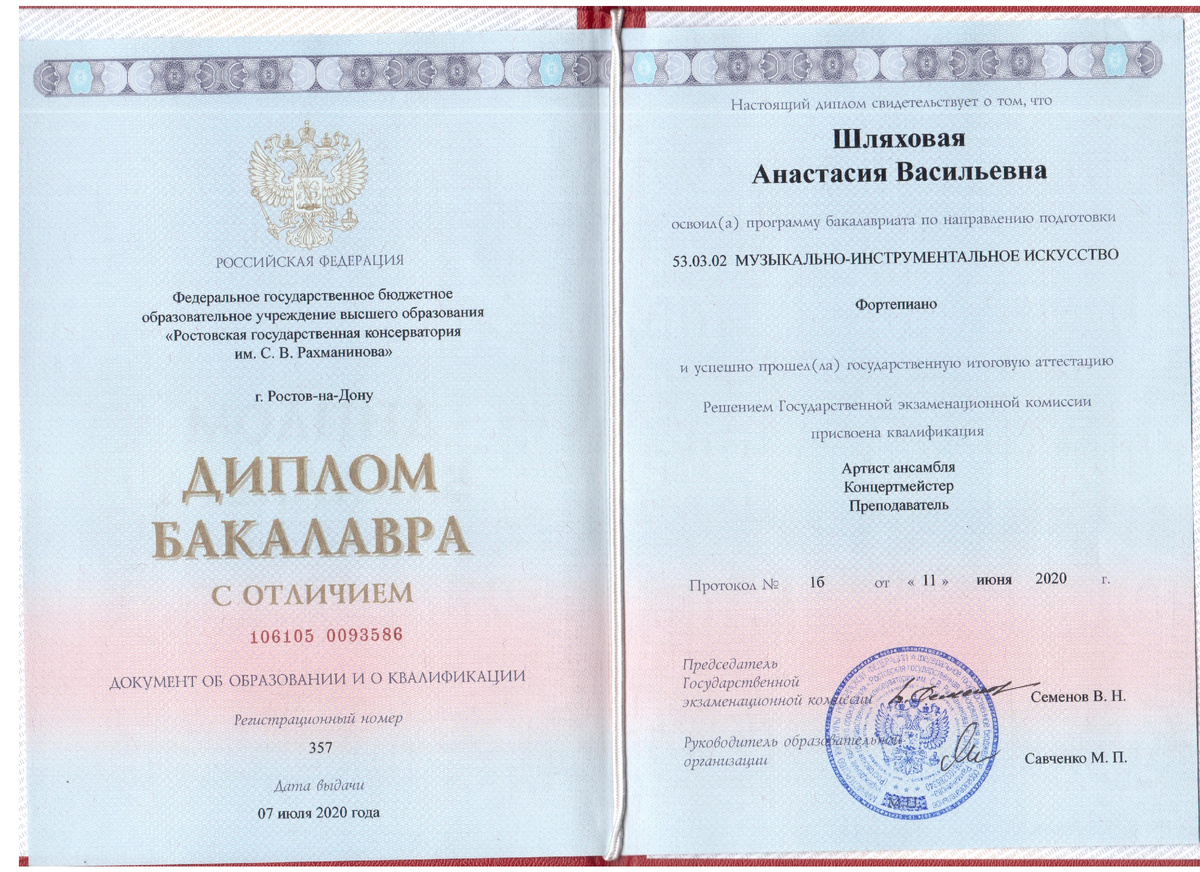 РОССИЙСКАЯ ФЕДЕРАЦИЯ
Федеральное государственное бюджетное
образовательное учреждение высшего образования
«Ростовская государственная консерватория
им. С. В. Рахманинова»
г. Ростов-на-Дону
ДИПЛОМ
БАКАЛАВРА
С ОТЛИЧИЕМ
106105 0093586
ДОКУМЕНТ ОБ ОБРАЗОВАНИИ И О КВАЛИФИКАЦИИ
Регистрационный номер
357
Дата выдачи
07 июля 2020 года
Настоящий диплом свидетельствует о том, что
Шляховая
Анастасия Васильевна
освоил(а) программу бакалавриата по направлению подготовки
53.03.02 МУЗЫКАЛЬНО-ИНСТРУМЕНТАЛЬНОЕ ИСКУССТВО
Фортепиано
и успешно прошел(ла) государственную итоговую аттестацию
Решением Государственной экзаменационной комиссии
присвоена квалификация
Артист ансамбля
Концертмейстер
Преподаватель
Протокол № 1б от « 11 » июня 2020 г.
Председатель
Государственной
экзаменационной комиссии Семенов В. Н.
Руководитель образовательной
организации Савченко М. П.
М.П.